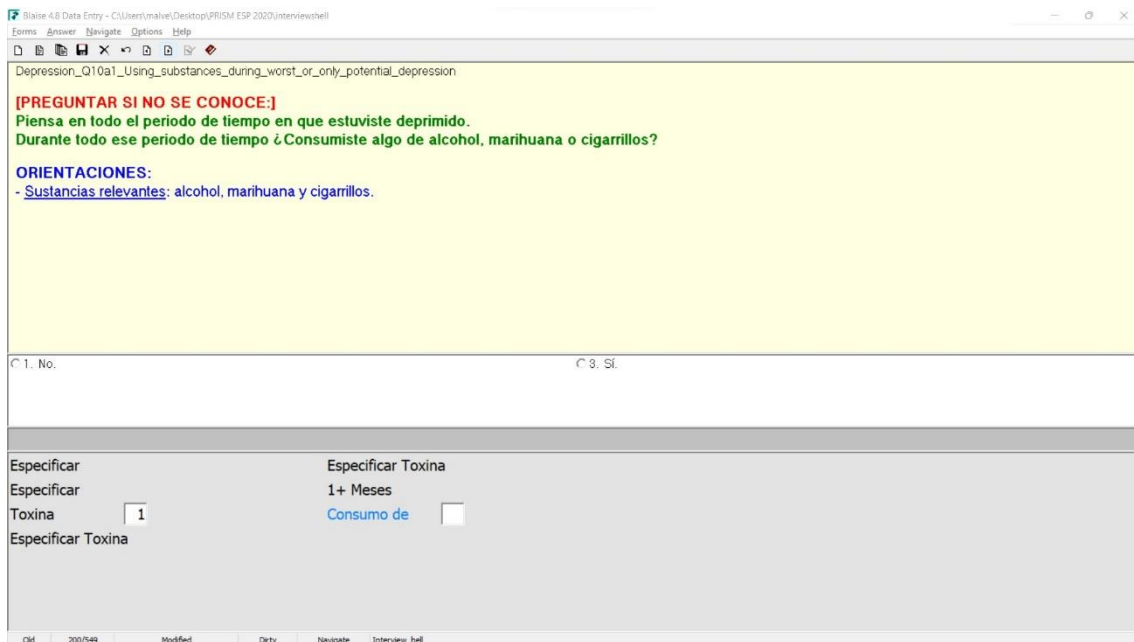 Blaise 4.8 Data Entry - C:\Users\malve\Desktop\PRISM ESP 2020\interviewshell
Forms Answer Navigate Options Help
Depression_Q10a1_Using_substances_during_worst_or_only_potential_depression
[PREGUNTAR SI NO SE CONOCE:]
Piensa en todo el periodo de tiempo en que estuviste deprimido.
Durante todo ese periodo de tiempo ¿Consumiste algo de alcohol, marihuana o cigarrillos?
ORIENTACIONES:
- Sustancias relevantes: alcohol, marihuana y cigarrillos.
1. No. 3. Sí.
Especificar Especificar Toxina
Especificar 1+ Meses
Toxina 1 Consumo de
Especificar Toxina
Old 200/549 Modified Dirty Navigate Interview hell